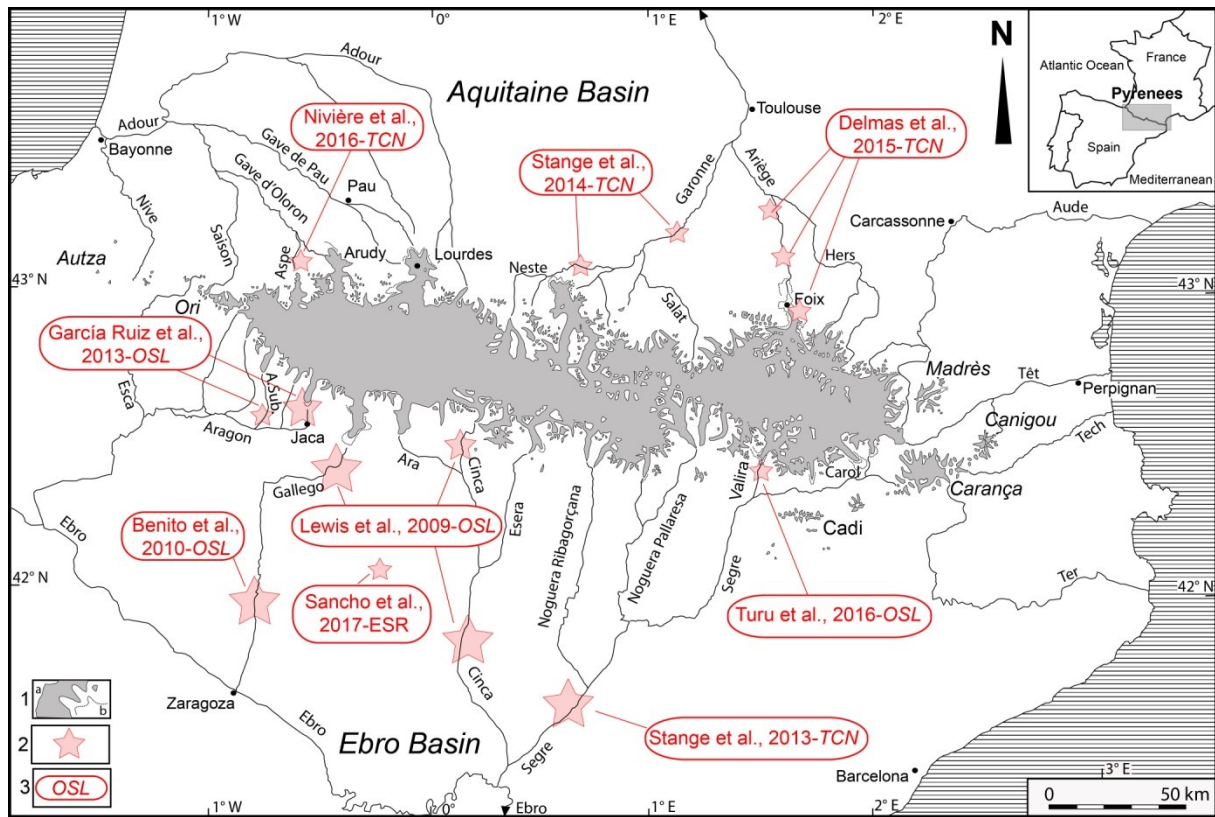 1° W
0°
1° E
2° E
N
France
Atlantic Ocean
Pyrenees
Spain
Mediterranean
Adour
Aquitaine Basin
Toulouse
Nivière et al.,
2016-TCN
Delmas et al.,
2015-TCN
Adour
Bayonne
Gave de Pau
Stange et al.,
2014-TCN
Garonne
Ariège
Gave d'Oloron
Pau
Carcassonne
Aude
Nive
Saison
Autza
Aspe
Arudy
Lourdes
Neste
Hers
43° N
43° N
Ori
Salat
Foix
García Ruiz et al.,
2013-OSL
Madrès
Têt
Perpignan
Esca
A.Sub.
Canigou
Tech
Aragon
Jaca
Ara
Cinca
Valira
Carol
Carança
Gallego
Esera
Noguera Ribagorçana
Noguera Pallaresa
Segre
Cadi
Ebro
Benito et al.,
2010-OSL
Lewis et al., 2009-OSL
42° N
42° N
Sancho et al.,
2017-ESR
Turu et al., 2016-OSL
Ter
Cinca
1
a
b
Zaragoza
2
Ebro
Ebro Basin
Segre
Stange et al., 2013-TCN
3
OSL
Barcelona
3° E
1° W
0°
Ebro
1° E
2° E
0
50 km